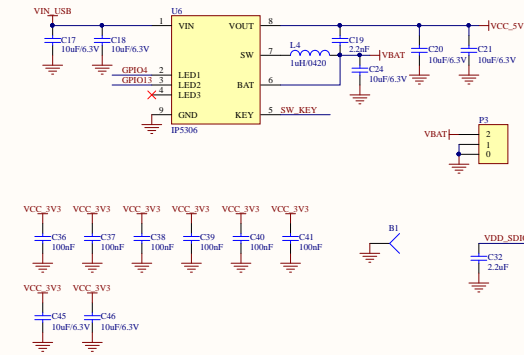 VIN_USB
U6
C17
10uF/6.3V
C18
10uF/6.3V
1 VIN VOUT 8
C19
2.2nF
VCC_5V
SW 7
L4
1uH/0420
VBAT
C20
10uF/6.3V
C21
10uF/6.3V
GPIO4 2 LED1
GPIO13 3 LED2
4 LED3
BAT 6
C24
10uF/6.3V
9 GND KEY 5 SW_KEY
IP5306
P3
VBAT 2
1
0
VCC_3V3 VCC_3V3 VCC_3V3 VCC_3V3 VCC_3V3 VCC_3V3
C36 C37 C38 C39 C40 C41
100nF 100nF 100nF 100nF 100nF 100nF
B1
VDD_SDIO
C32
2.2uF
VCC_3V3 VCC_3V3
C45 C46
10uF/6.3V 10uF/6.3V